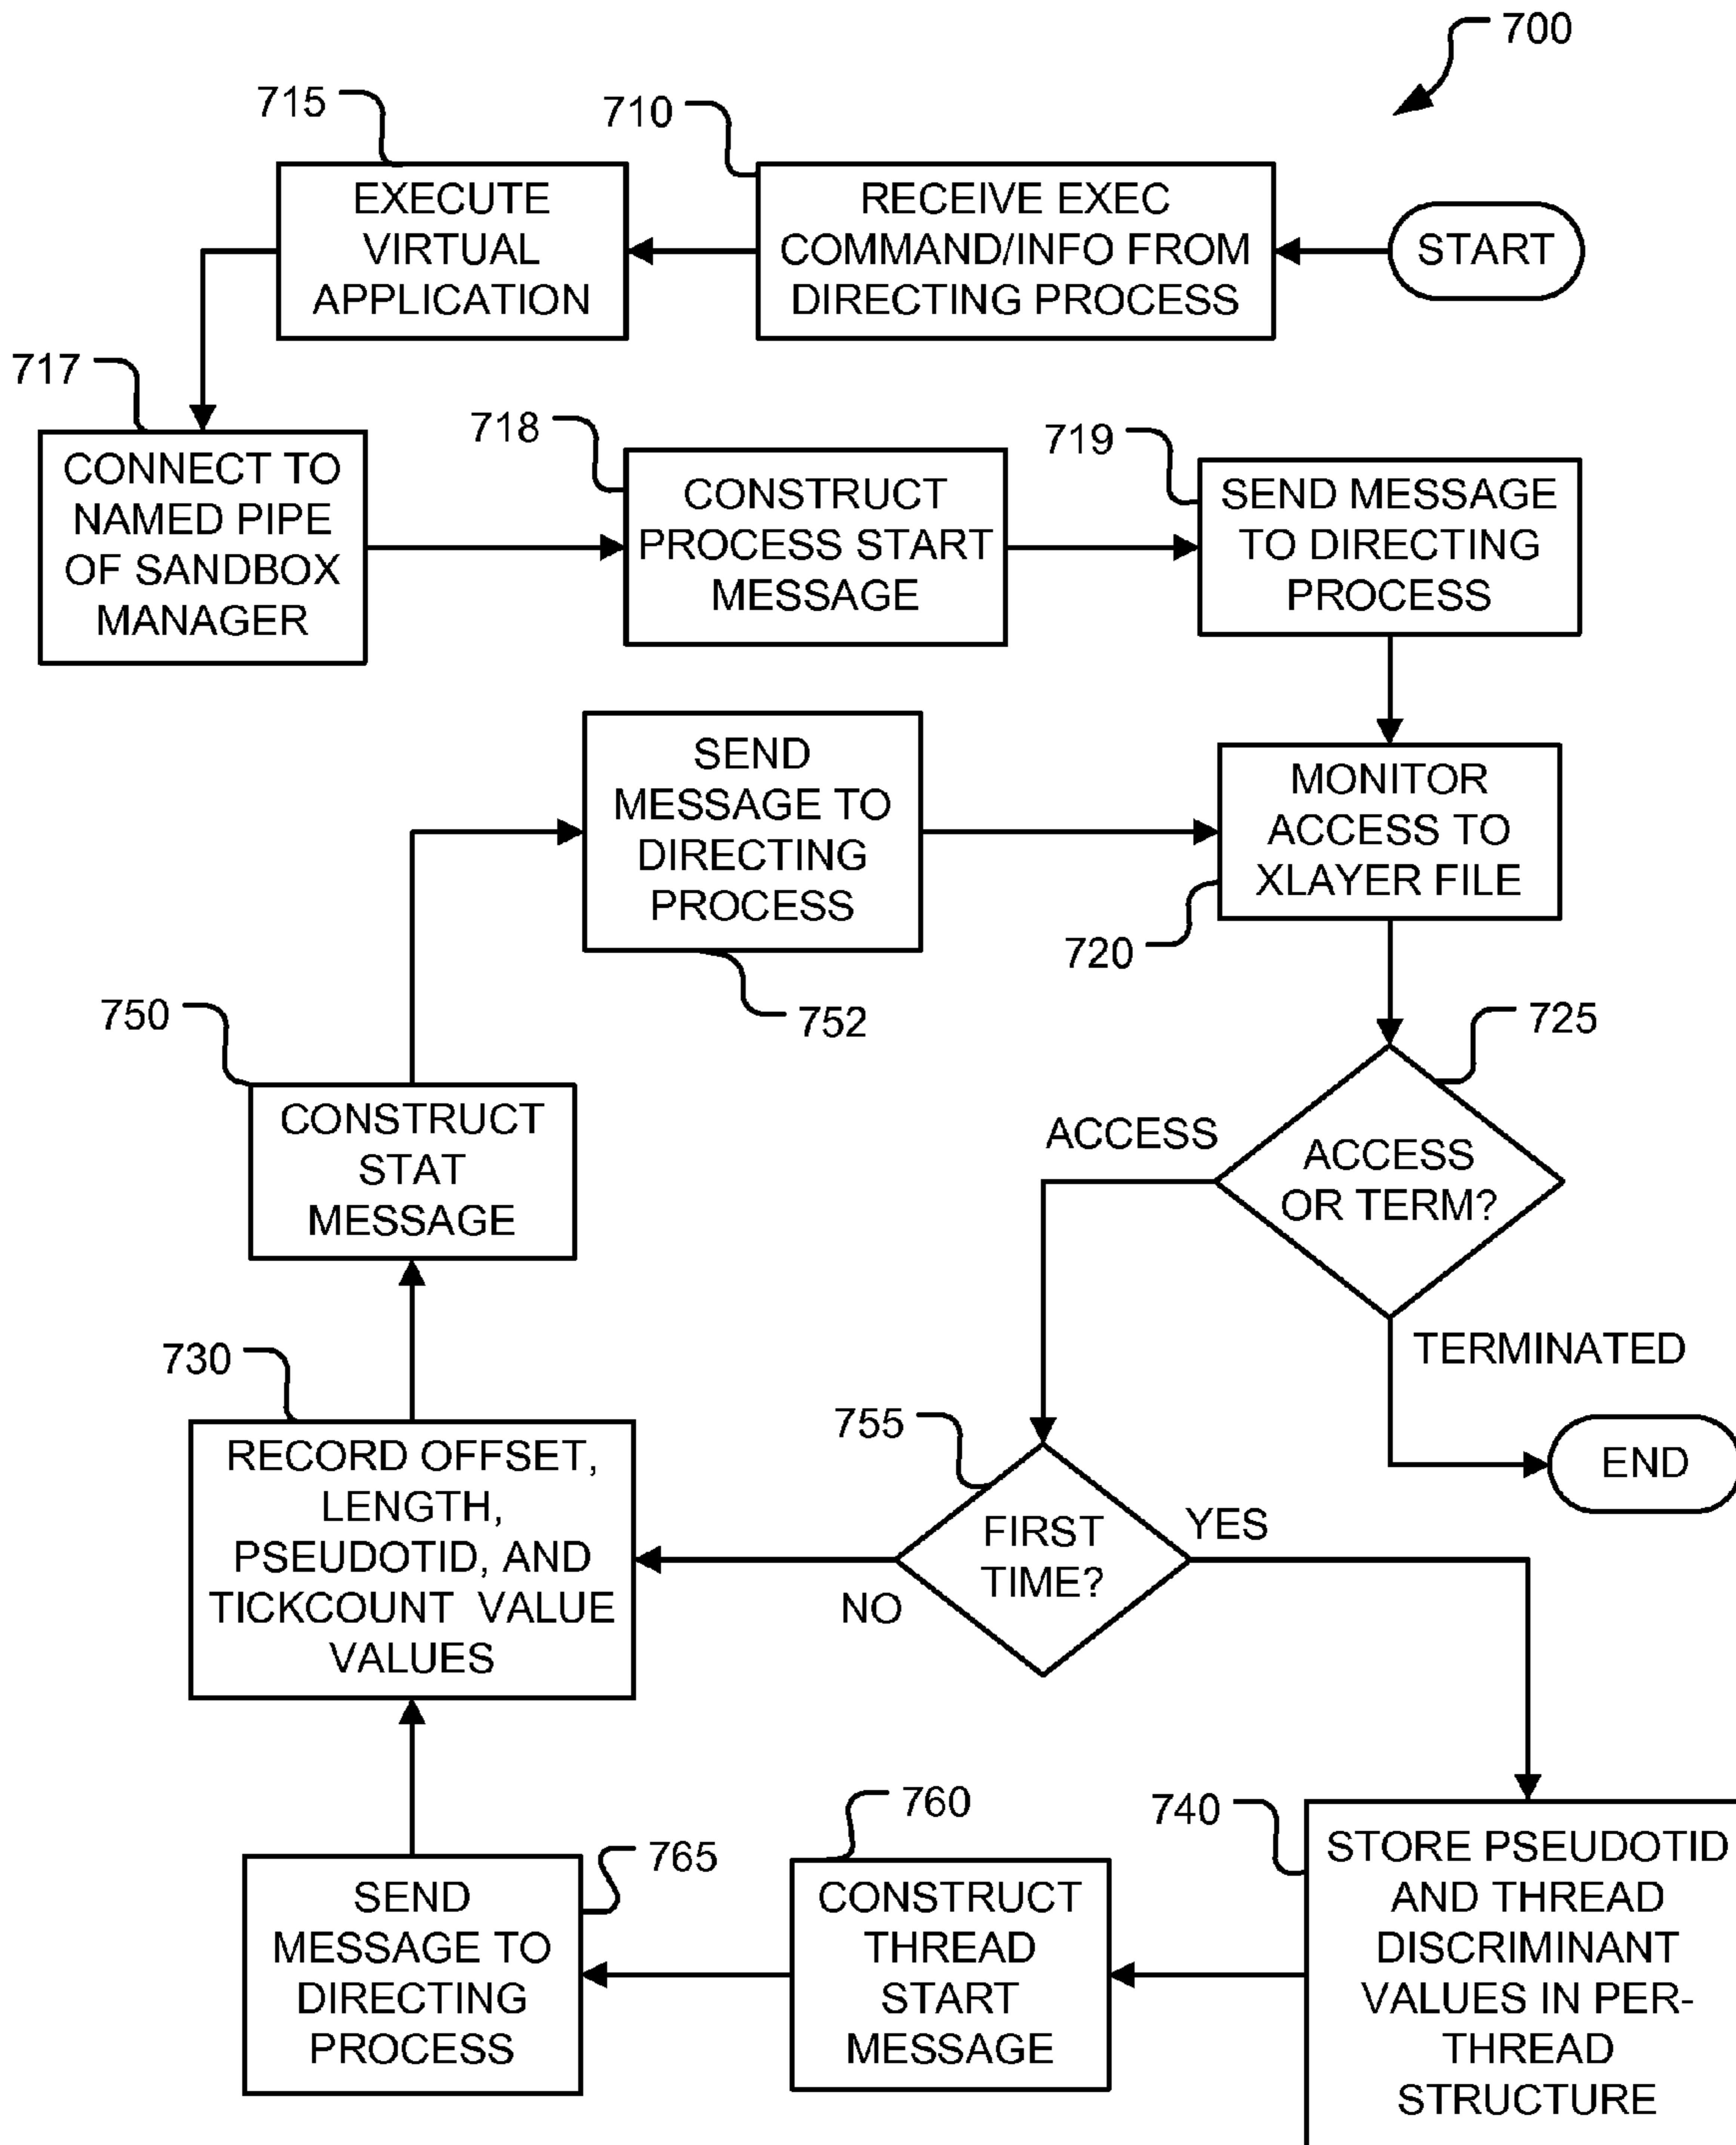 700
715
710
EXECUTE
VIRTUAL
APPLICATION
RECEIVE EXEC
COMMAND/INFO FROM
DIRECTING PROCESS
START
717
718
719
CONNECT TO
NAMED PIPE
OF SANDBOX
MANAGER
CONSTRUCT
PROCESS START
MESSAGE
SEND MESSAGE
TO DIRECTING
PROCESS
SEND
MESSAGE TO
DIRECTING
PROCESS
MONITOR
ACCESS TO
XLAYER FILE
720
750
752
725
CONSTRUCT
STAT
MESSAGE
ACCESS
ACCESS
OR TERM?
TERMINATED
730
755
END
RECORD OFFSET,
LENGTH,
PSEUDOTID, AND
TICKCOUNT VALUE
VALUES
FIRST
TIME?
YES
NO
760
740
765
SEND
MESSAGE TO
DIRECTING
PROCESS
CONSTRUCT
THREAD
START
MESSAGE
STORE PSEUDOTID
AND THREAD
DISCRIMINANT
VALUES IN PER-
THREAD
STRUCTURE